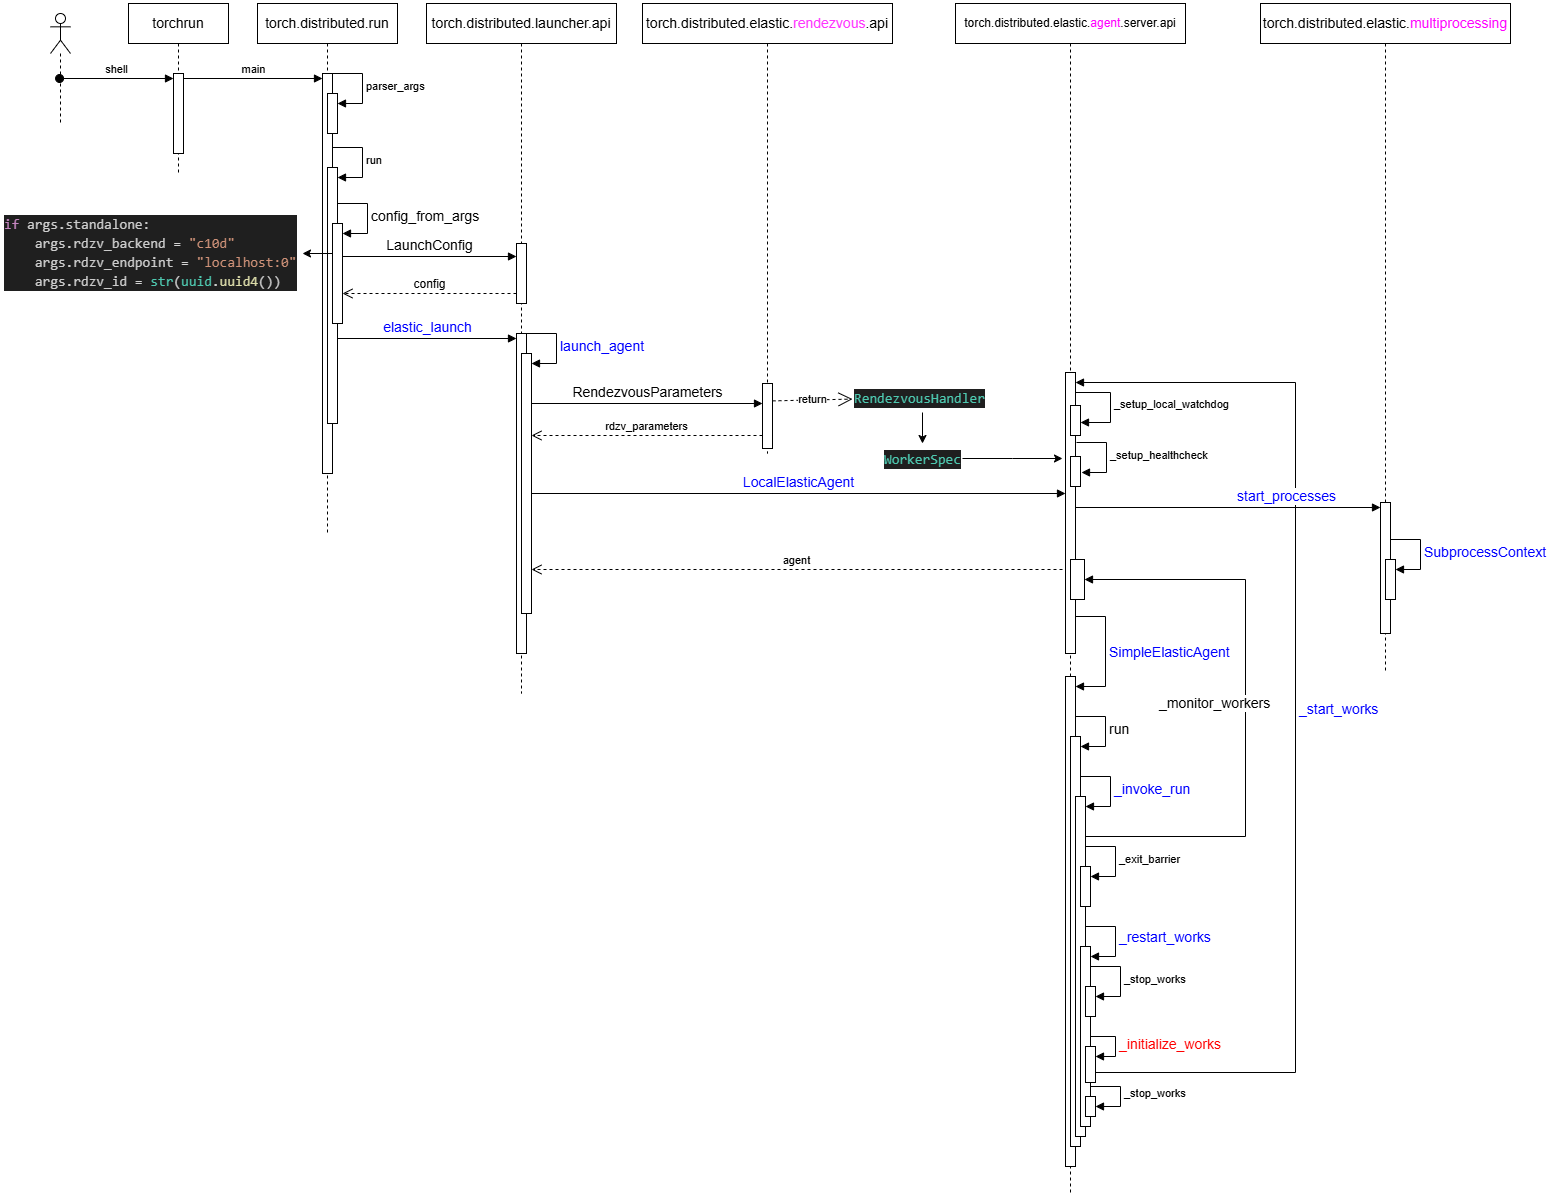 torchrun
torch.distributed.run
torch.distributed.launcher.api
torch.distributed.elastic.rendezvous.api
torch.distributed.elastic.agent.server.api
torch.distributed.elastic.multiprocessing
shell
main
parser_args
run
config_from_args
if args.standalone:
    args.rdzv_backend = "c10d"
    args.rdzv_endpoint = "localhost:0"
    args.rdzv_id = str(uuid.uuid4())
LaunchConfig
config
elastic_launch
launch_agent
RendezvousParameters
return
RendezvousHandler
rdzv_parameters
WorkerSpec
_setup_local_watchdog
_setup_healthcheck
LocalElasticAgent
start_processes
SubprocessContext
agent
SimpleElasticAgent
_monitor_workers
_start_works
run
_invoke_run
_exit_barrier
_restart_works
_stop_works
_initialize_works
_stop_works